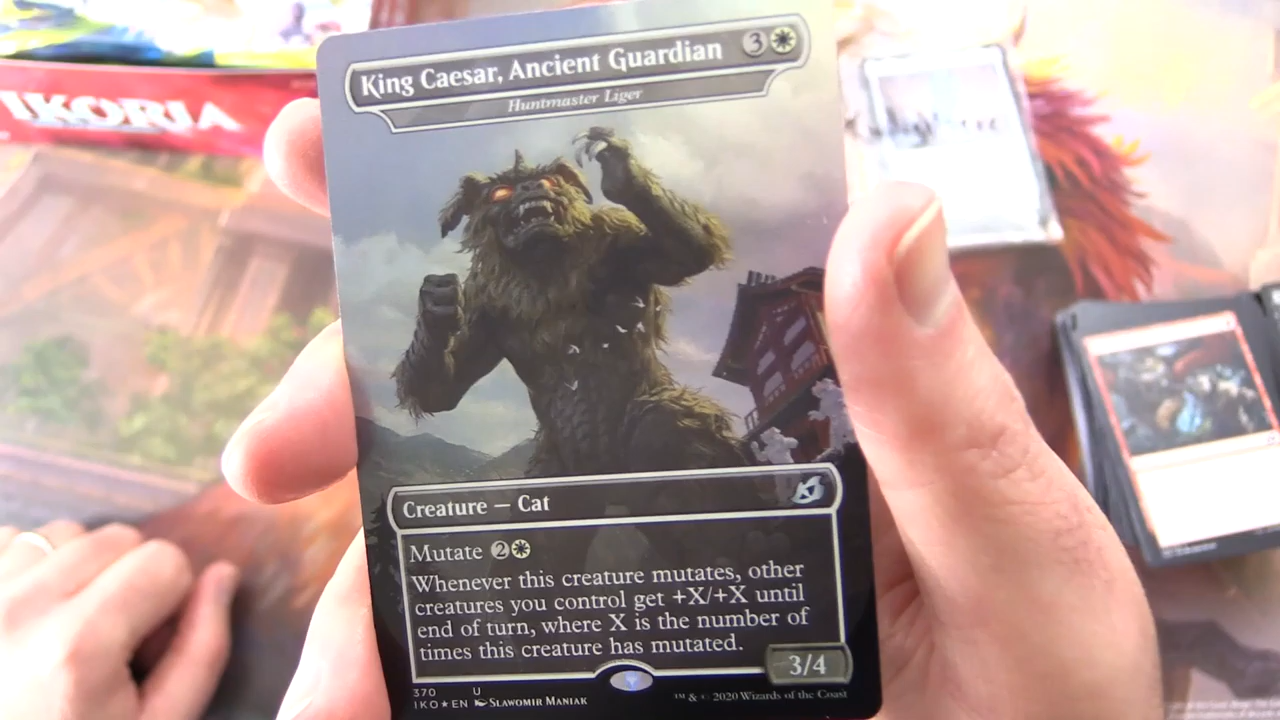 IKORIA
King Caesar, Ancient Guardian 3
Huntmaster Liger
Creature — Cat
Mutate 2
Whenever this creature mutates, other
creatures you control get +X/+X until
end of turn, where X is the number of
times this creature has mutated.
3/4
370 U
IKO★EN SLAWOMIR MANIAK
™ & © 2020 Wizards of the Coast